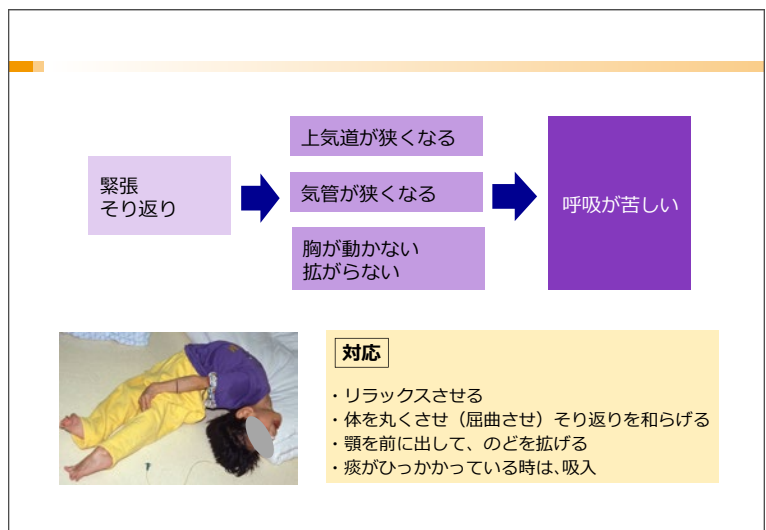 緊張
そり返り
上気道が狭くなる
気管が狭くなる
胸が動かない
拡がらない
呼吸が苦しい
対応
・リラックスさせる
・体を丸くさせ（屈曲させ）そり返りを和らげる
・顎を前に出して、のどを拡げる
・痰がひっかかっている時は､吸入